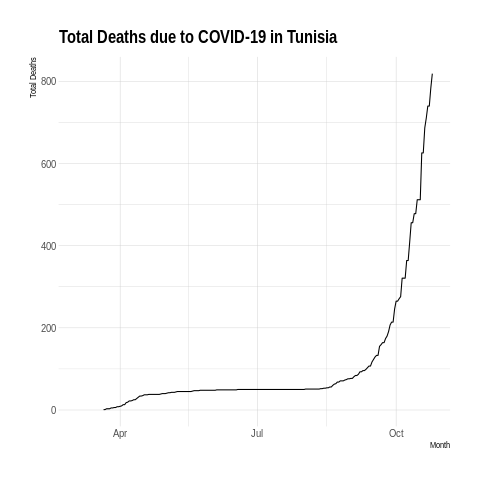 Total Deaths due to COVID-19 in Tunisia
Total Deaths
800
600
400
200
0
Apr Jul Oct
Month